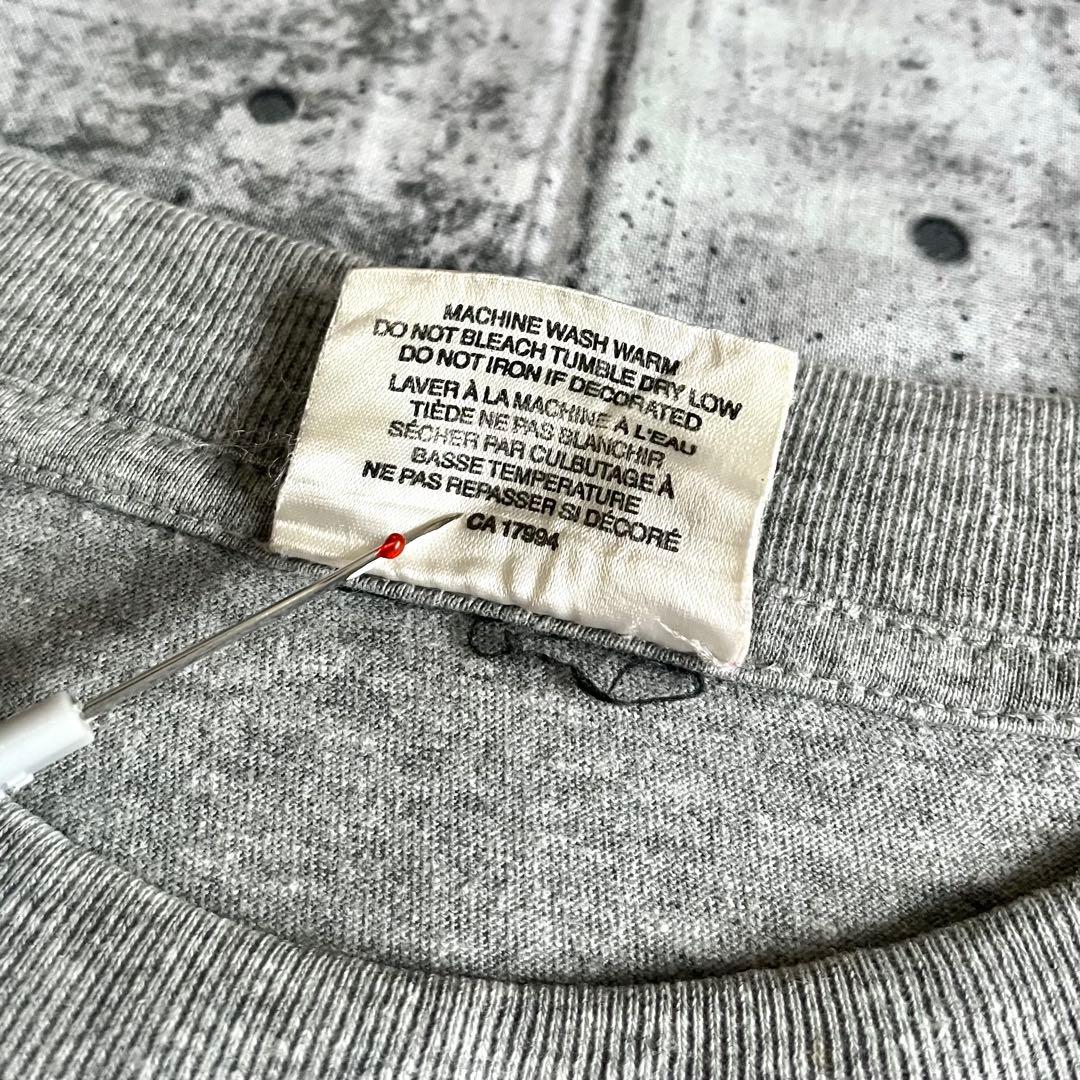 MACHINE WASH WARM
DO NOT BLEACH TUMBLE DRY LOW
DO NOT IRON IF DECORATED
LAVER À LA MACHINE A L'EAU
TIÈDE NE PAS BLANCHIR
SÉCHER PAR CULBUTAGE À
BASSE TEMPERATURE
NE PAS REPASSER SI DÉCORÉ
CA 17994